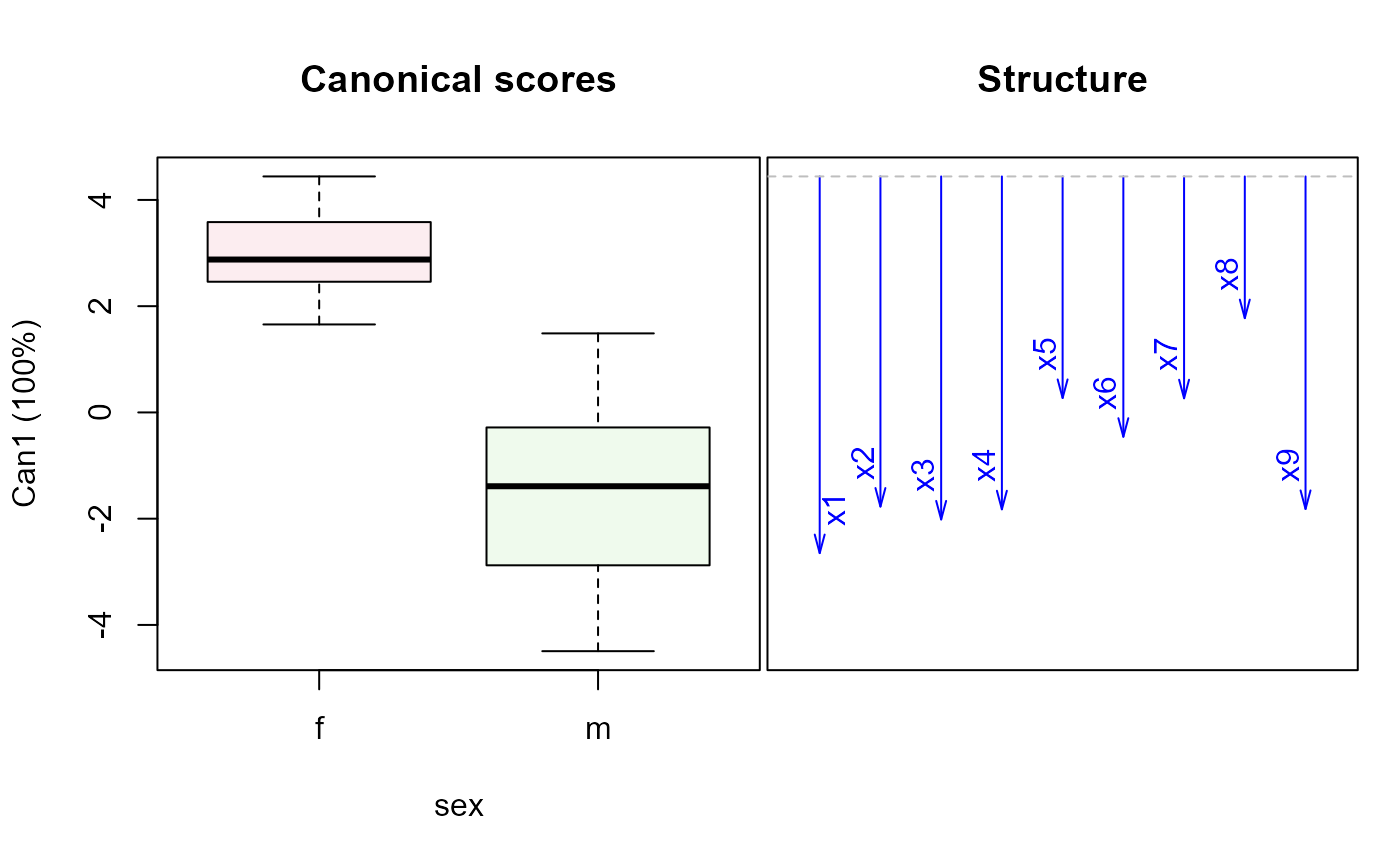 Canonical scores
Structure
Can1 (100%)
4
2
0
-2
-4
f
m
sex
x1
x2
x3
x4
x5
x6
x7
x8
x9